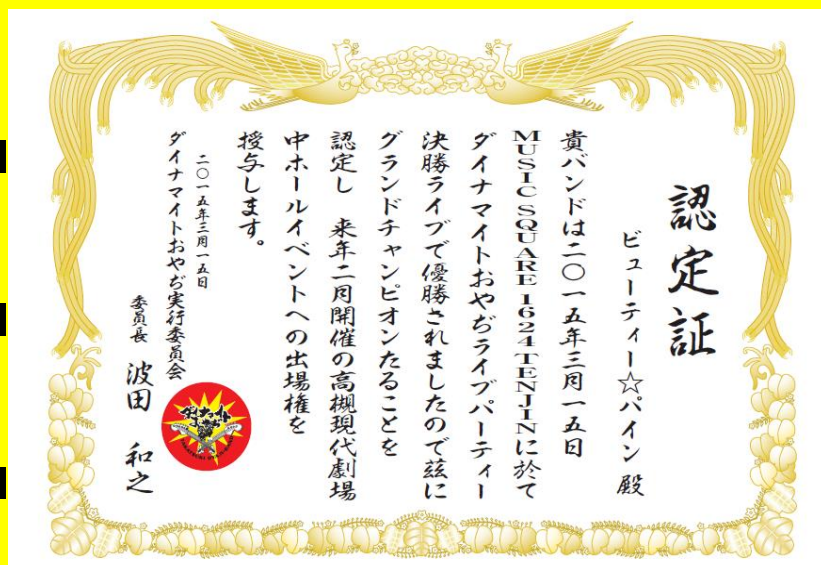 認定証
ビューティー☆パイン 殿
貴バンドは二〇一五年三月一五日
MUSIC SQUARE 1624 TENJINに於て
ダイナマイトおやぢライブパーティー
決勝ライブで優勝されましたので茲に
グランドチャンピオンたることを
認定し 来年二月開催の高槻現代劇場
中ホールイベントへの出場権を
授与します。
二〇一五年三月一五日
ダイナマイトおやぢ実行委員会
委員長 波田 和之